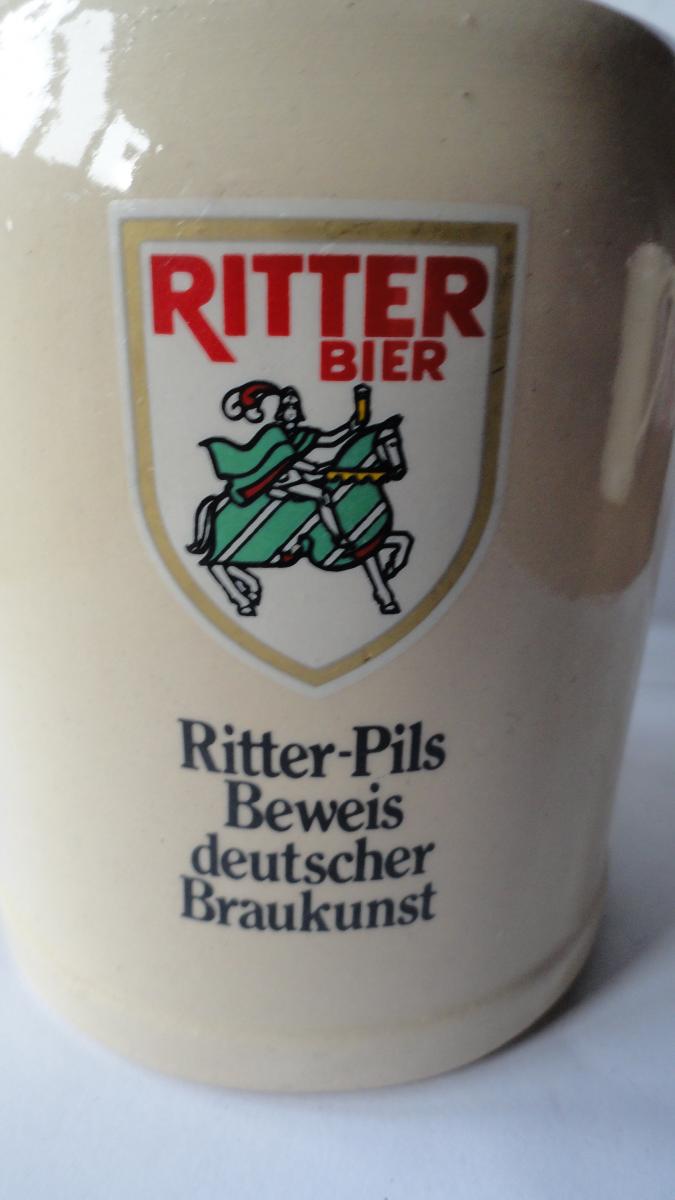 RITTER
BIER
Ritter-Pils
Beweis
deutscher
Braukunst